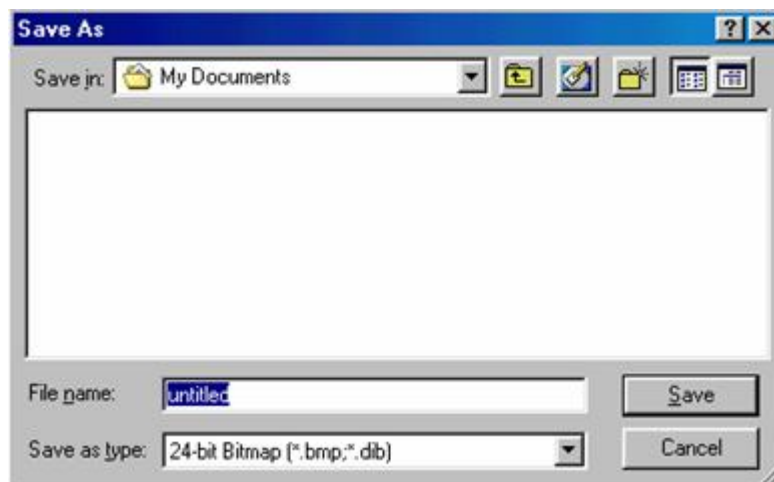 Save As
Save in: My Documents
File name: untitled
Save
Save as type: 24-bit Bitmap (*.bmp;*.dib)
Cancel